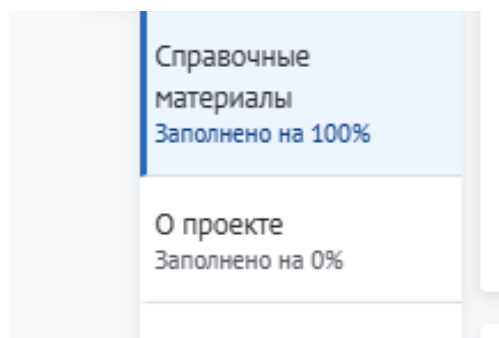 Справочные
материалы
Заполнено на 100%
О проекте
Заполнено на 0%